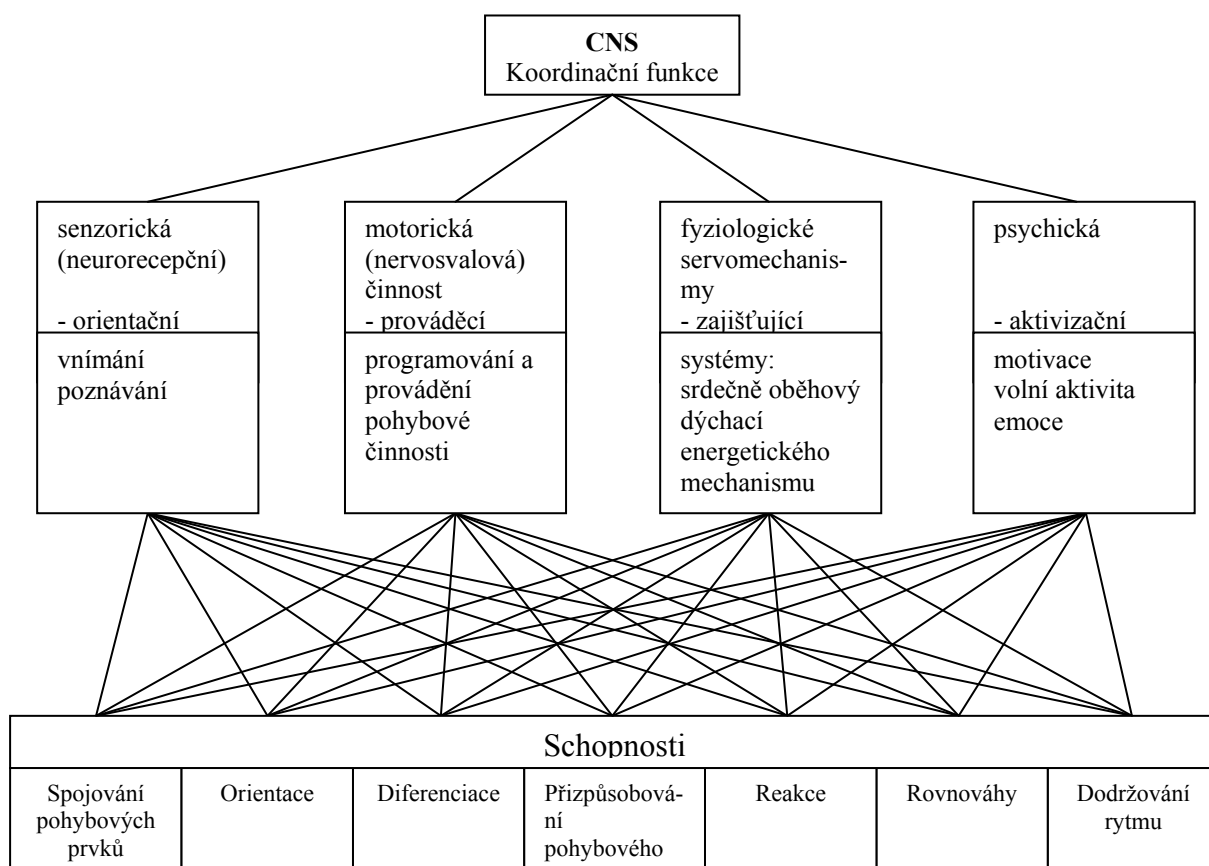 CNS
Koordinační funkce
senzorická
(neurorecepční)
- orientační
vnímání
poznávání
motorická
(nervosvalová)
činnost
- prováděcí
programování a
provádění
pohybové
činnosti
fyziologické
servomechanis-
my
- zajišťující
systémy:
srdečně oběhový
dýchací
energetického
mechanismu
psychická
- aktivizační
motivace
volní aktivita
emoce
Schopnosti
Spojování
pohybových
prvků
Orientace
Diferenciace
Přizpůsobová-
ní
pohybového
Reakce
Rovnováhy
Dodržování
rytmu